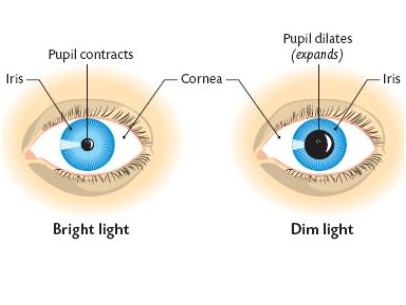 Pupil contracts
Iris
Cornea
Bright light
Pupil dilates
(expands)
Iris
Dim light